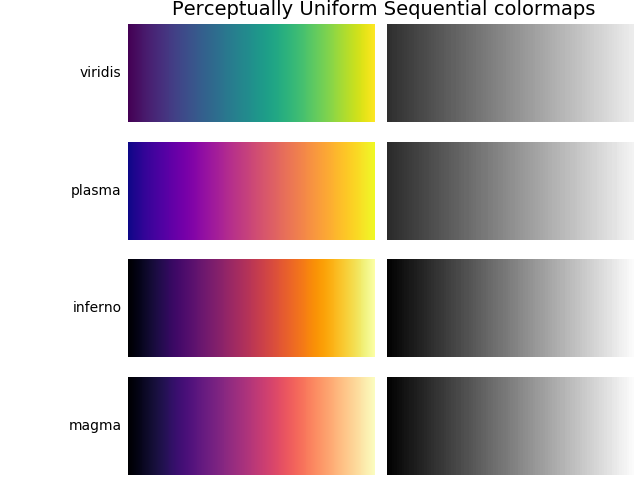 Perceptually Uniform Sequential colormaps
viridis
plasma
inferno
magma